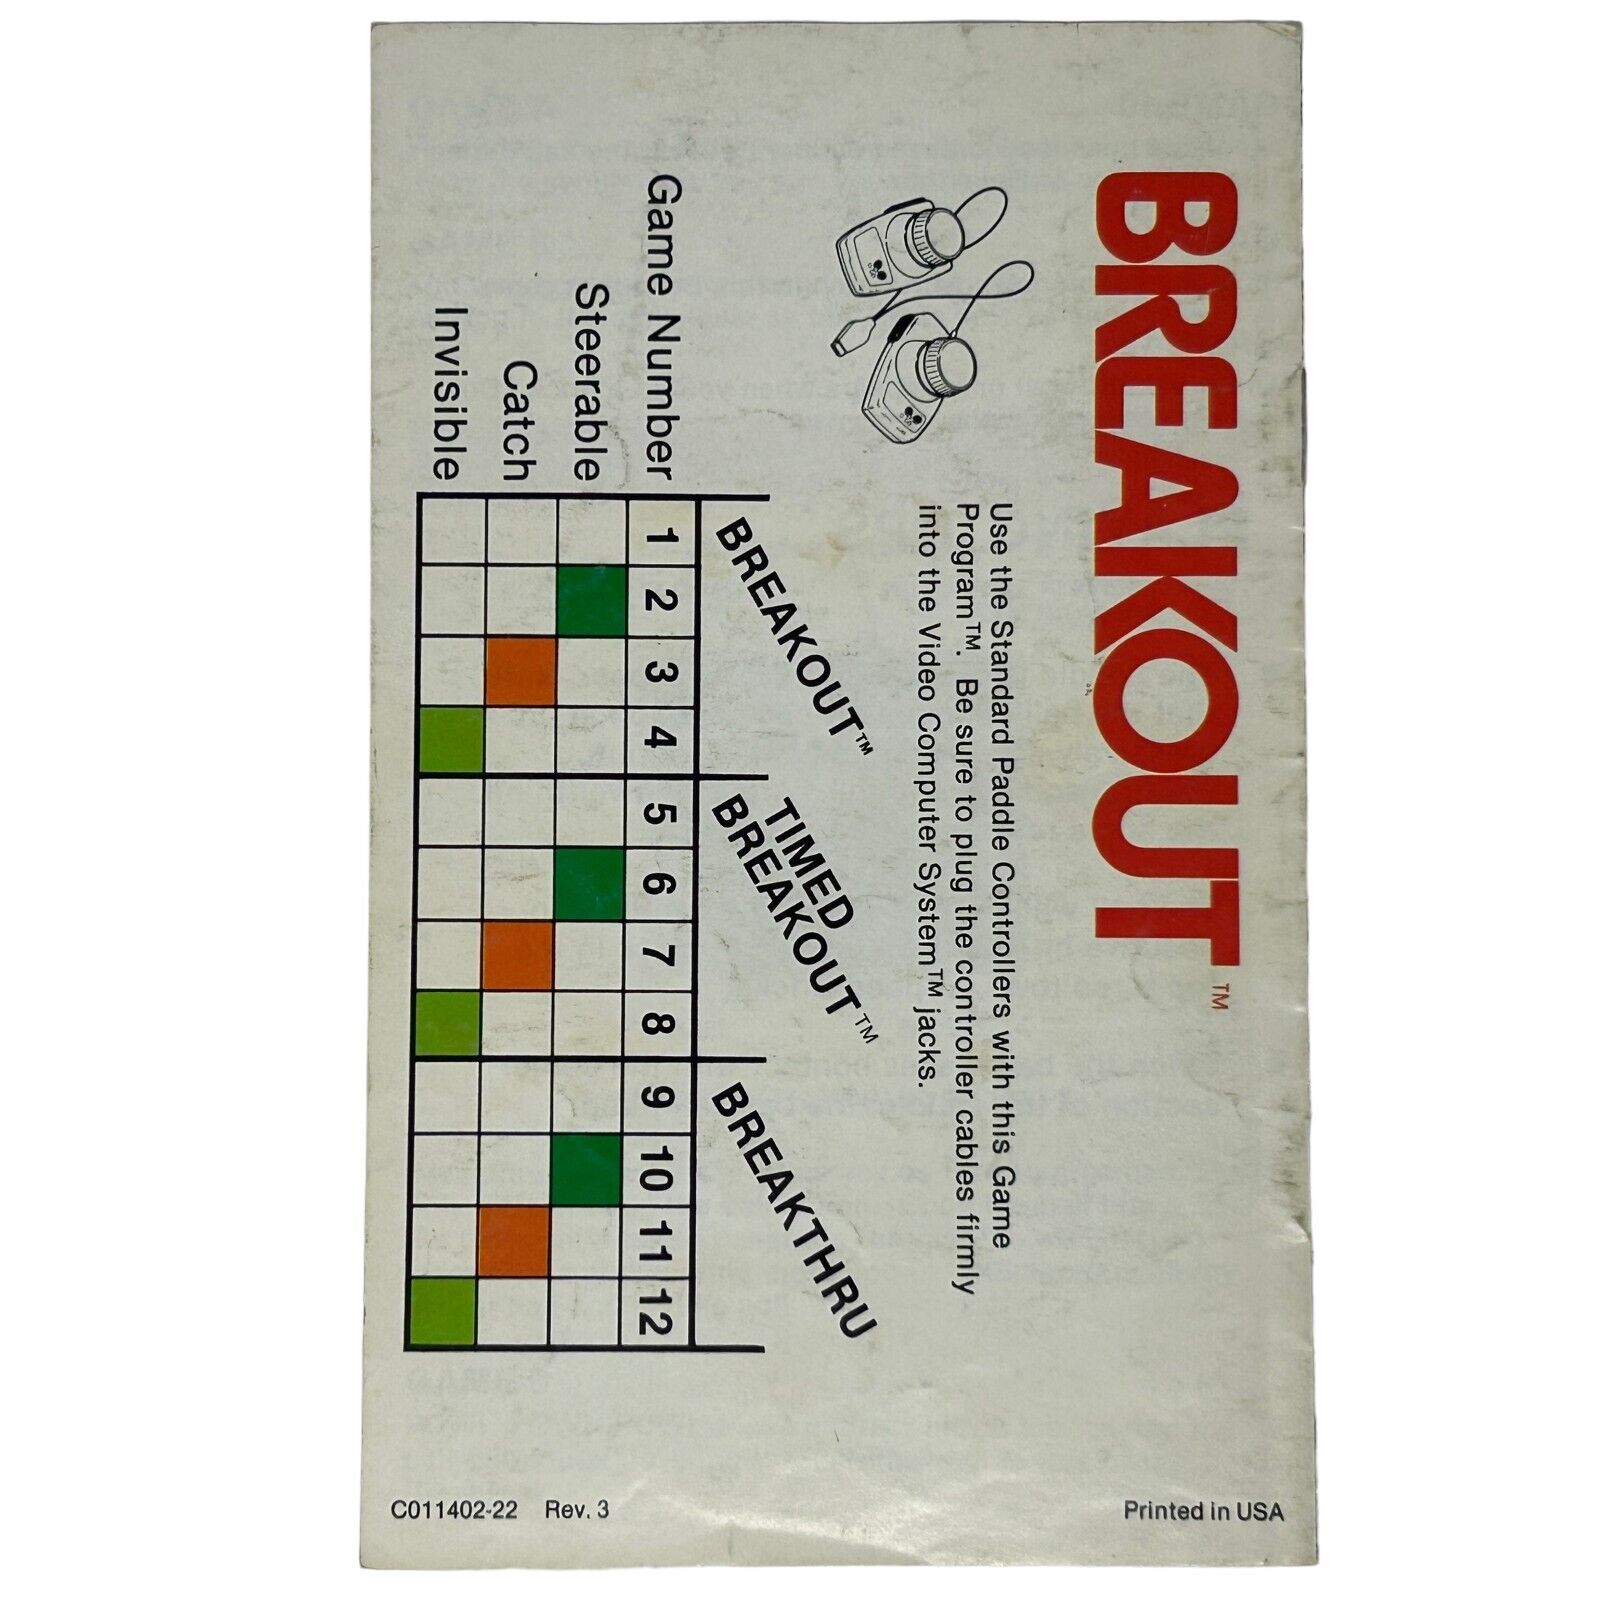 BREAKOUT™
Use the Standard Paddle Controllers with this Game
Program™. Be sure to plug the controller cables firmly
into the Video Computer System™ jacks.
BREAKOUT™
TIMED
BREAKOUT™
BREAKTHRU
Game Number 1 2 3 4 5 6 7 8 9 10 11 12
Steerable
Catch
Invisible
C011402-22 Rev. 3
Printed in USA